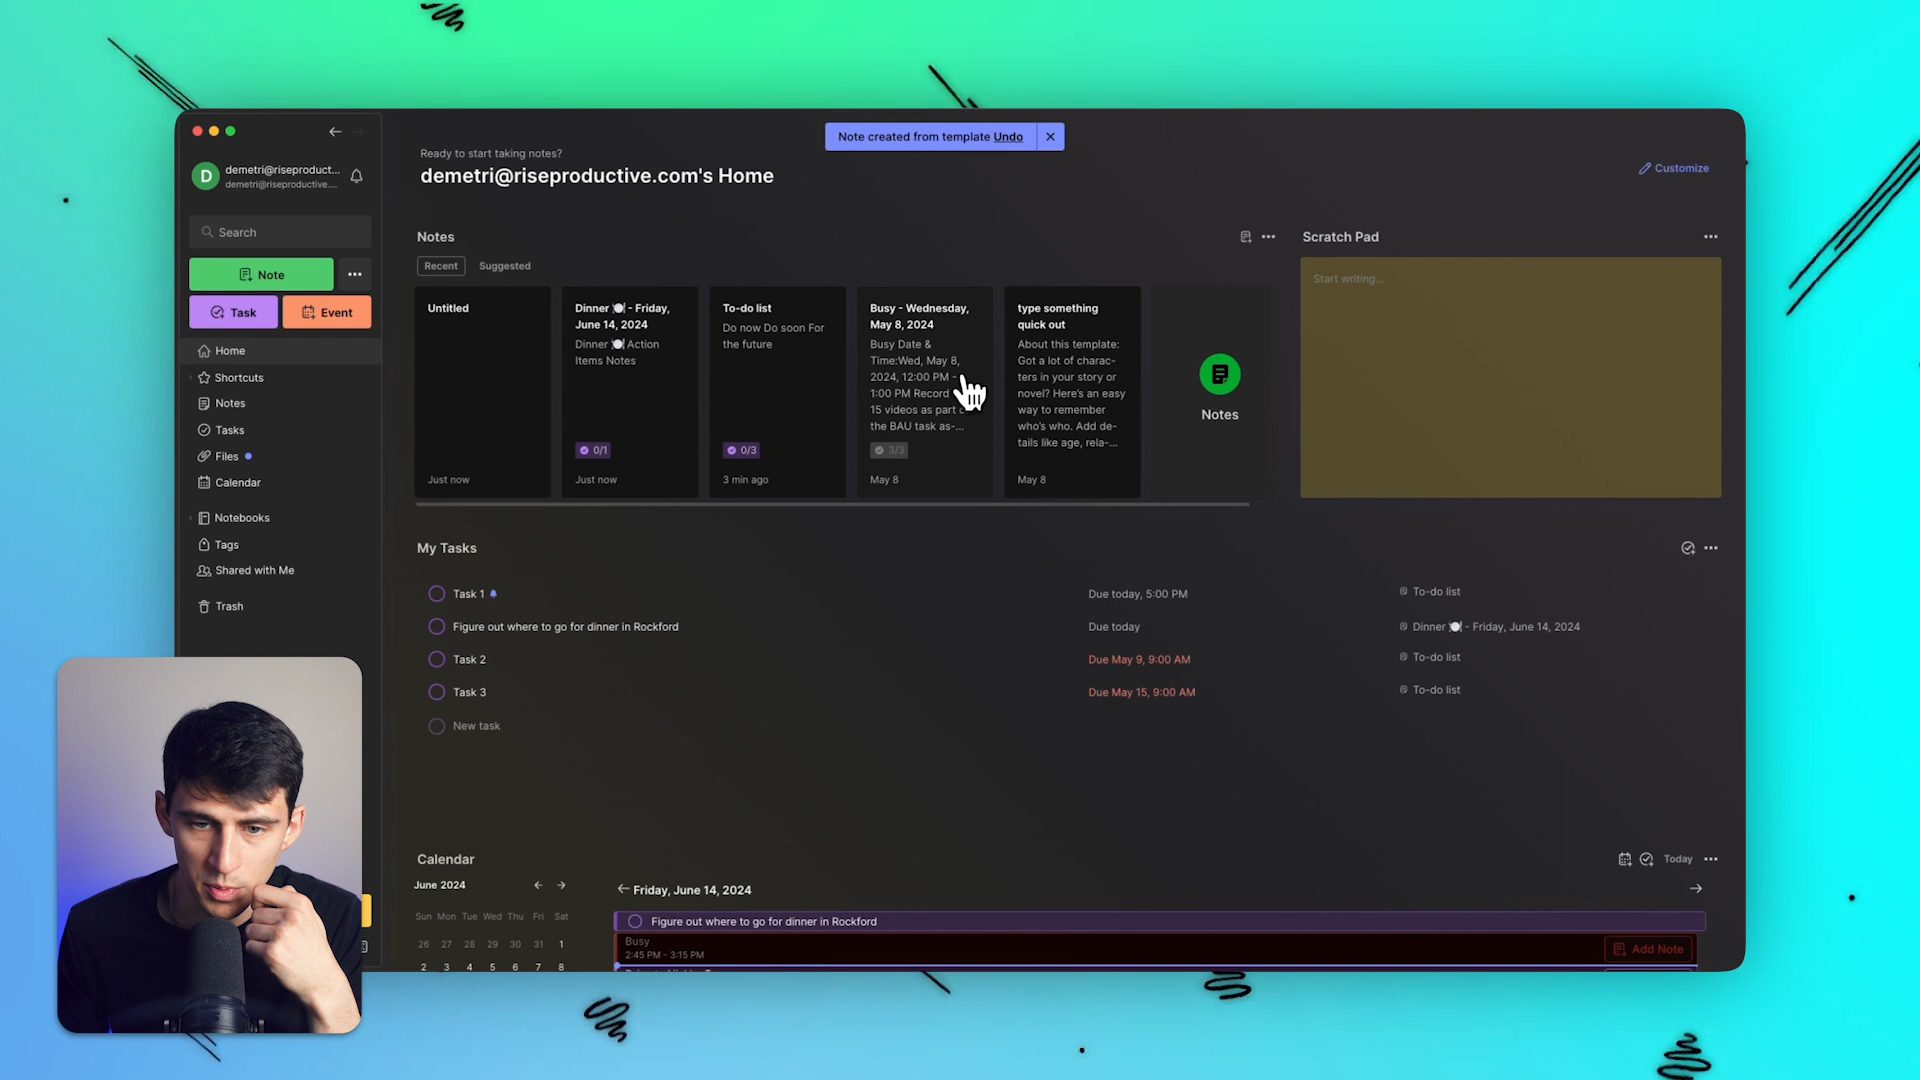 Note created from template Undo
Ready to start taking notes?
demetri@riseproductive.com's Home
Customize
D
demetri@riseproduct...
demetri@riseproductive....
Search
Note
Task
Event
Home
Shortcuts
Notes
Tasks
Files
Calendar
Notebooks
Tags
Shared with Me
Trash
Notes
Recent
Suggested
Untitled
Just now
Dinner 🍽️ - Friday,
June 14, 2024
Dinner 🍽️ Action
Items Notes
0/1
Just now
To-do list
Do now Do soon For
the future
0/3
3 min ago
Busy - Wednesday,
May 8, 2024
Busy Date &
Time:Wed, May 8,
2024, 12:00 PM -
1:00 PM Record
15 videos as part
the BAU task as-...
3/3
May 8
type something
quick out
About this template:
Got a lot of charac-
ters in your story or
novel? Here's an easy
way to remember
who's who. Add de-
tails like age, rela-...
May 8
Notes
Scratch Pad
Start writing...
My Tasks
Task 1
Due today, 5:00 PM
To-do list
Figure out where to go for dinner in Rockford
Due today
Dinner 🍽️ - Friday, June 14, 2024
Task 2
Due May 9, 9:00 AM
To-do list
Task 3
Due May 15, 9:00 AM
To-do list
New task
Calendar
Today
June 2024
Sun Mon Tue Wed Thu Fri Sat
26 27 28 29 30 31 1
2 3 4 5 6 7 8
Friday, June 14, 2024
Figure out where to go for dinner in Rockford
Busy
2:45 PM - 3:15 PM
Add Note